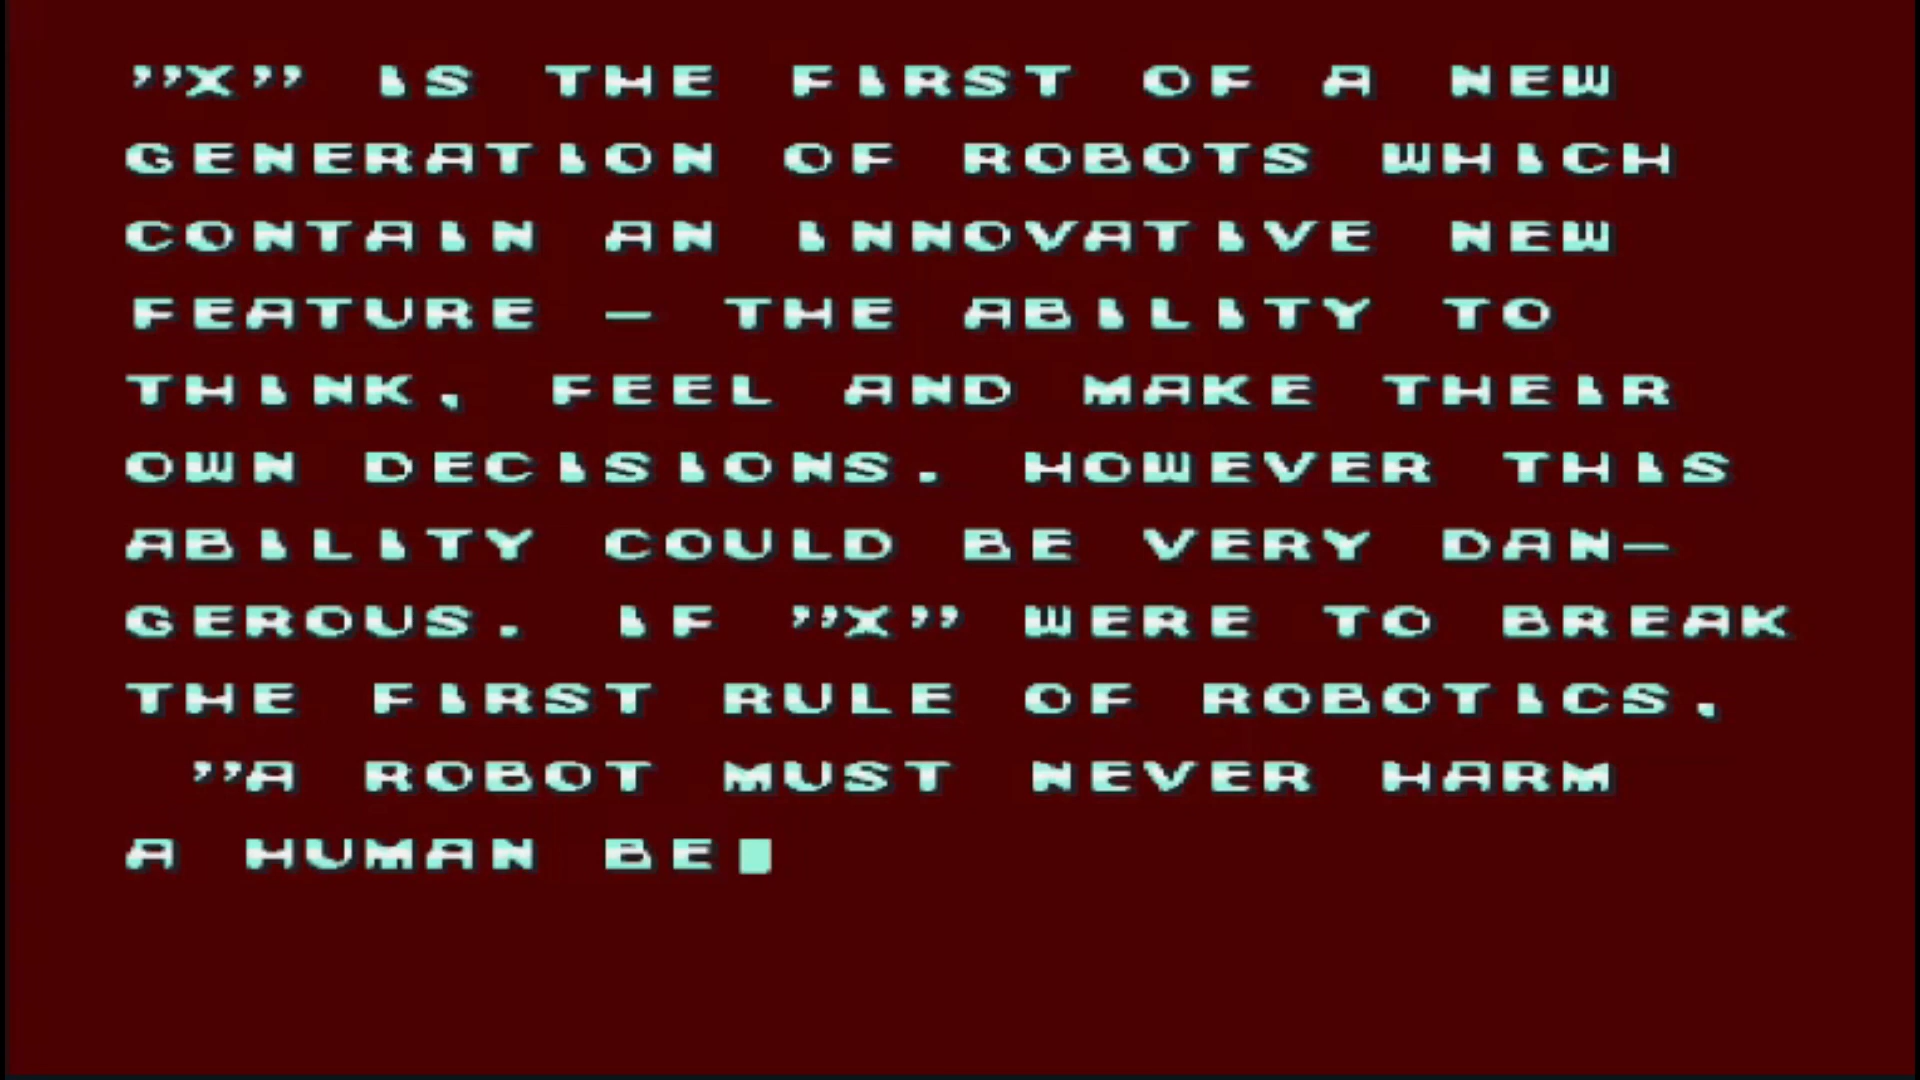 "X" IS THE FIRST OF A NEW
GENERATION OF ROBOTS WHICH
CONTAIN AN INNOVATIVE NEW
FEATURE – THE ABILITY TO
THINK, FEEL AND MAKE THEIR
OWN DECISIONS. HOWEVER THIS
ABILITY COULD BE VERY DAN-
GEROUS. IF "X" WERE TO BREAK
THE FIRST RULE OF ROBOTICS,
"A ROBOT MUST NEVER HARM
A HUMAN BE